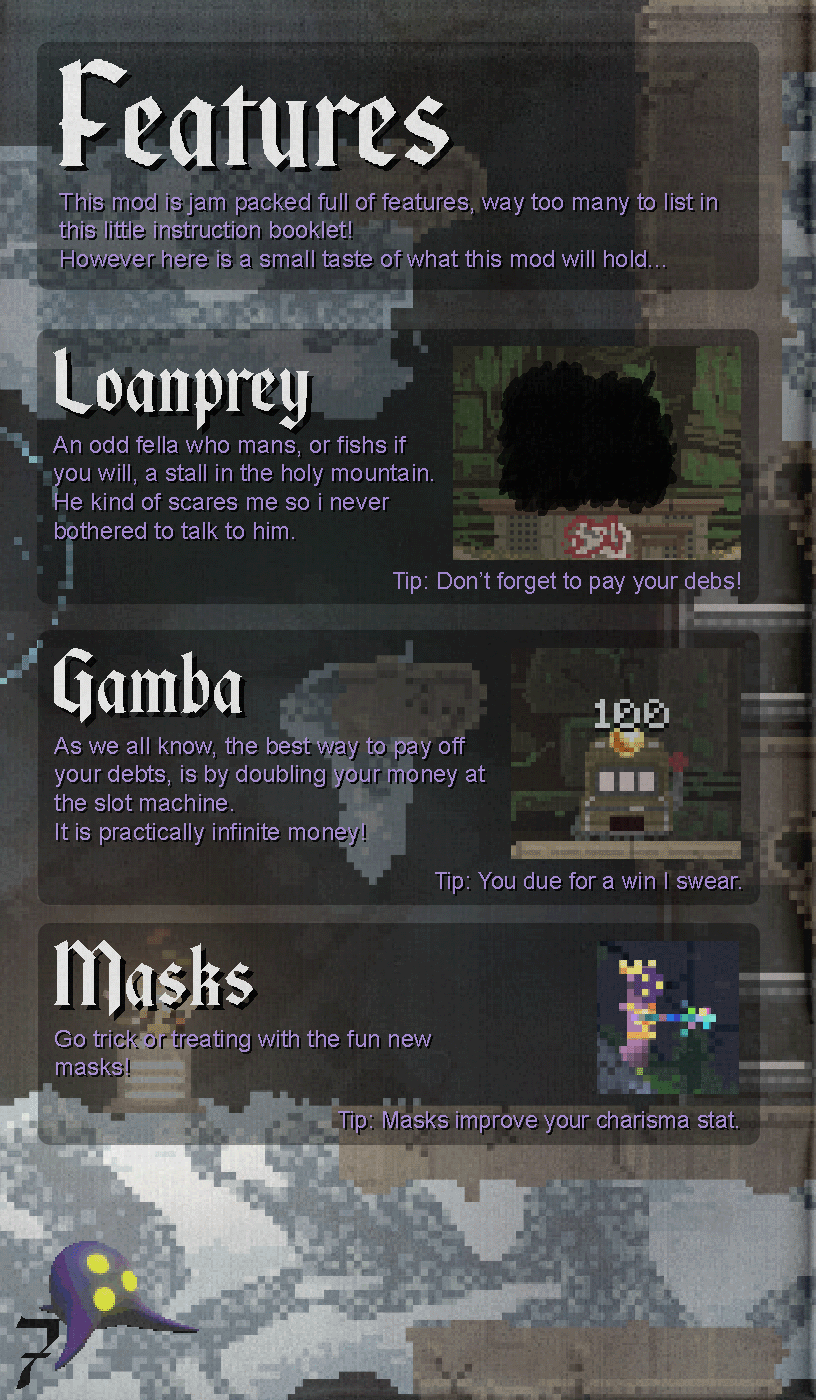 Features
This mod is jam packed full of features, way too many to list in
this little instruction booklet!
However here is a small taste of what this mod will hold...
Loanprey
An odd fella who mans, or fishs if
you will, a stall in the holy mountain.
He kind of scares me so i never
bothered to talk to him.
Tip: Don't forget to pay your debs!
Gamba
100
As we all know, the best way to pay off
your debts, is by doubling your money at
the slot machine.
It is practically infinite money!
Tip: You due for a win I swear.
Masks
Go trick or treating with the fun new
masks!
Tip: Masks improve your charisma stat.
7